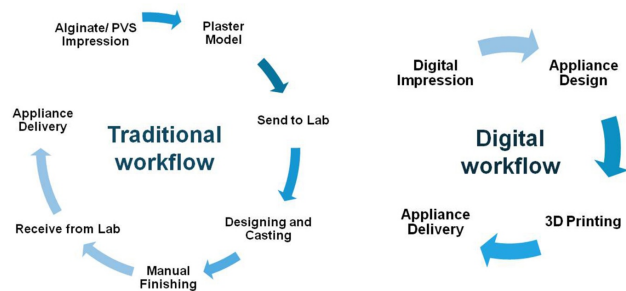 Alginate/ PVS
Impression
Plaster
Model
Send to Lab
Designing and
Casting
Manual
Finishing
Receive from Lab
Appliance
Delivery
Traditional
workflow
Digital
Impression
Appliance
Design
3D Printing
Appliance
Delivery
Digital
workflow